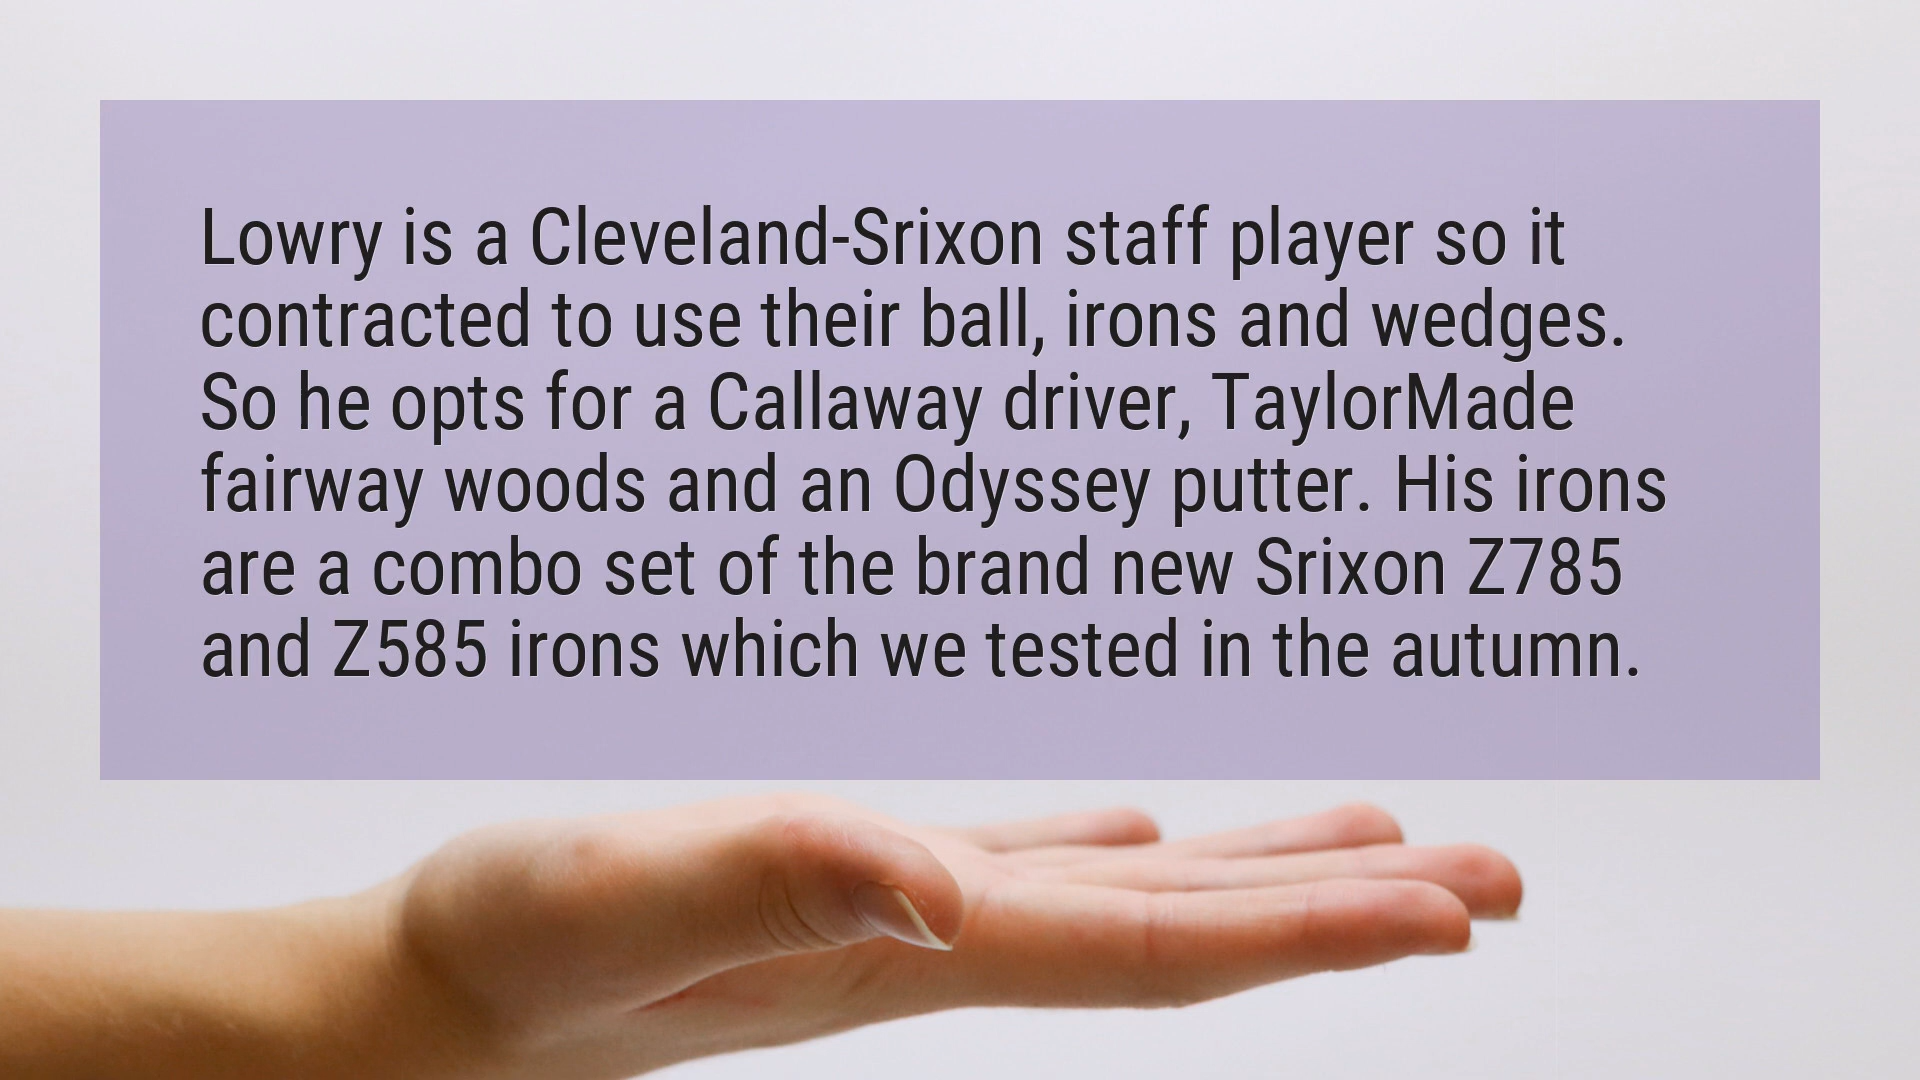 Lowry is a Cleveland-Srixon staff player so it
contracted to use their ball, irons and wedges.
So he opts for a Callaway driver, TaylorMade
fairway woods and an Odyssey putter. His irons
are a combo set of the brand new Srixon Z785
and Z585 irons which we tested in the autumn.